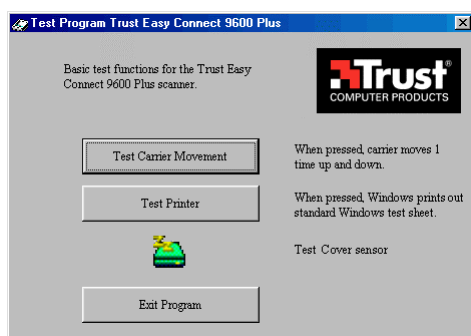 Test Program Trust Easy Connect 9600 Plus
Basic test functions for the Trust Easy
Connect 9600 Plus scanner.
Trust®
COMPUTER PRODUCTS
Test Carrier Movement
When pressed, carrier moves 1
time up and down.
Test Printer
When pressed, Windows prints out
standard Windows test sheet.
Test Cover sensor
Exit Program